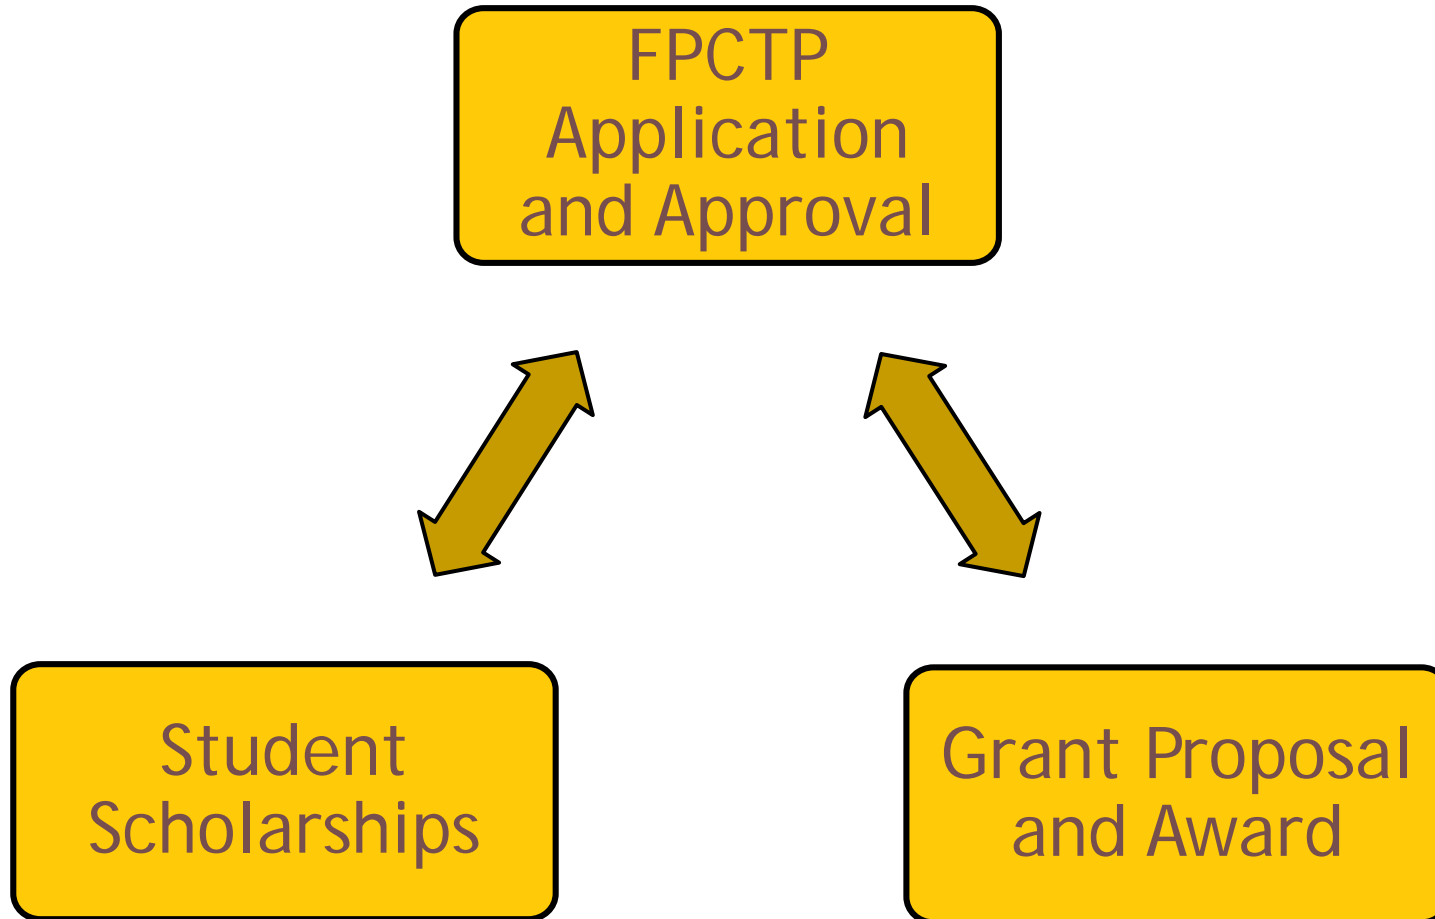 FPCTP
Application
and Approval
Student
Scholarships
Grant Proposal
and Award